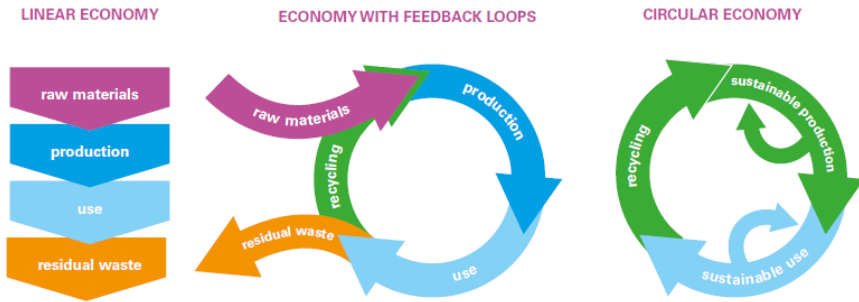 LINEAR ECONOMY
raw materials
production
use
residual waste
ECONOMY WITH FEEDBACK LOOPS
raw materials
production
recycling
residual waste
use
CIRCULAR ECONOMY
sustainable production
recycling
sustainable use